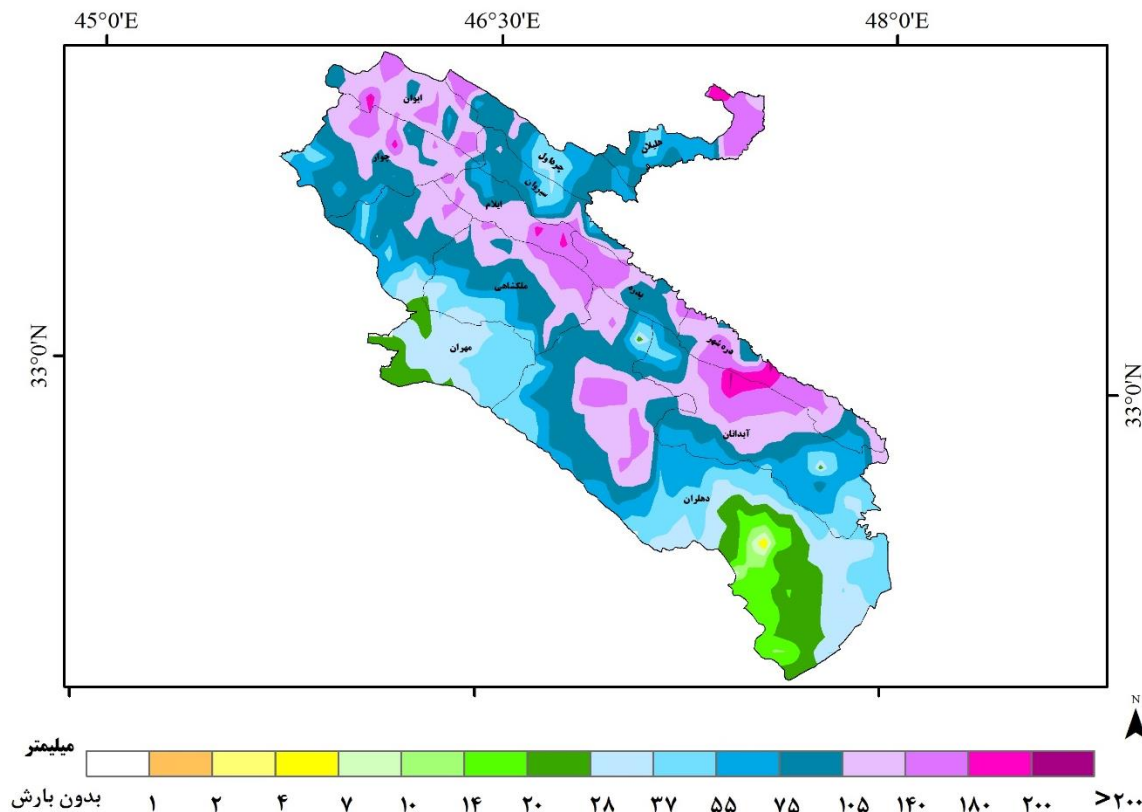 45°0'E 46°30'E 48°0'E
ایوان
چوار
هلیلان
چرداول
سیروان
ایلام
ملکشاهی
بدره
دره شهر
مهران
آبدانان
دهلران
33°0'N
33°0'N
N
میلیمتر
بدون بارش ۱ ۲ ۴ ۷ ۱۰ ۱۴ ۲۰ ۲۸ ۳۷ ۵۵ ۷۵ ۱۰۵ ۱۴۰ ۱۸۰ ۲۰۰<